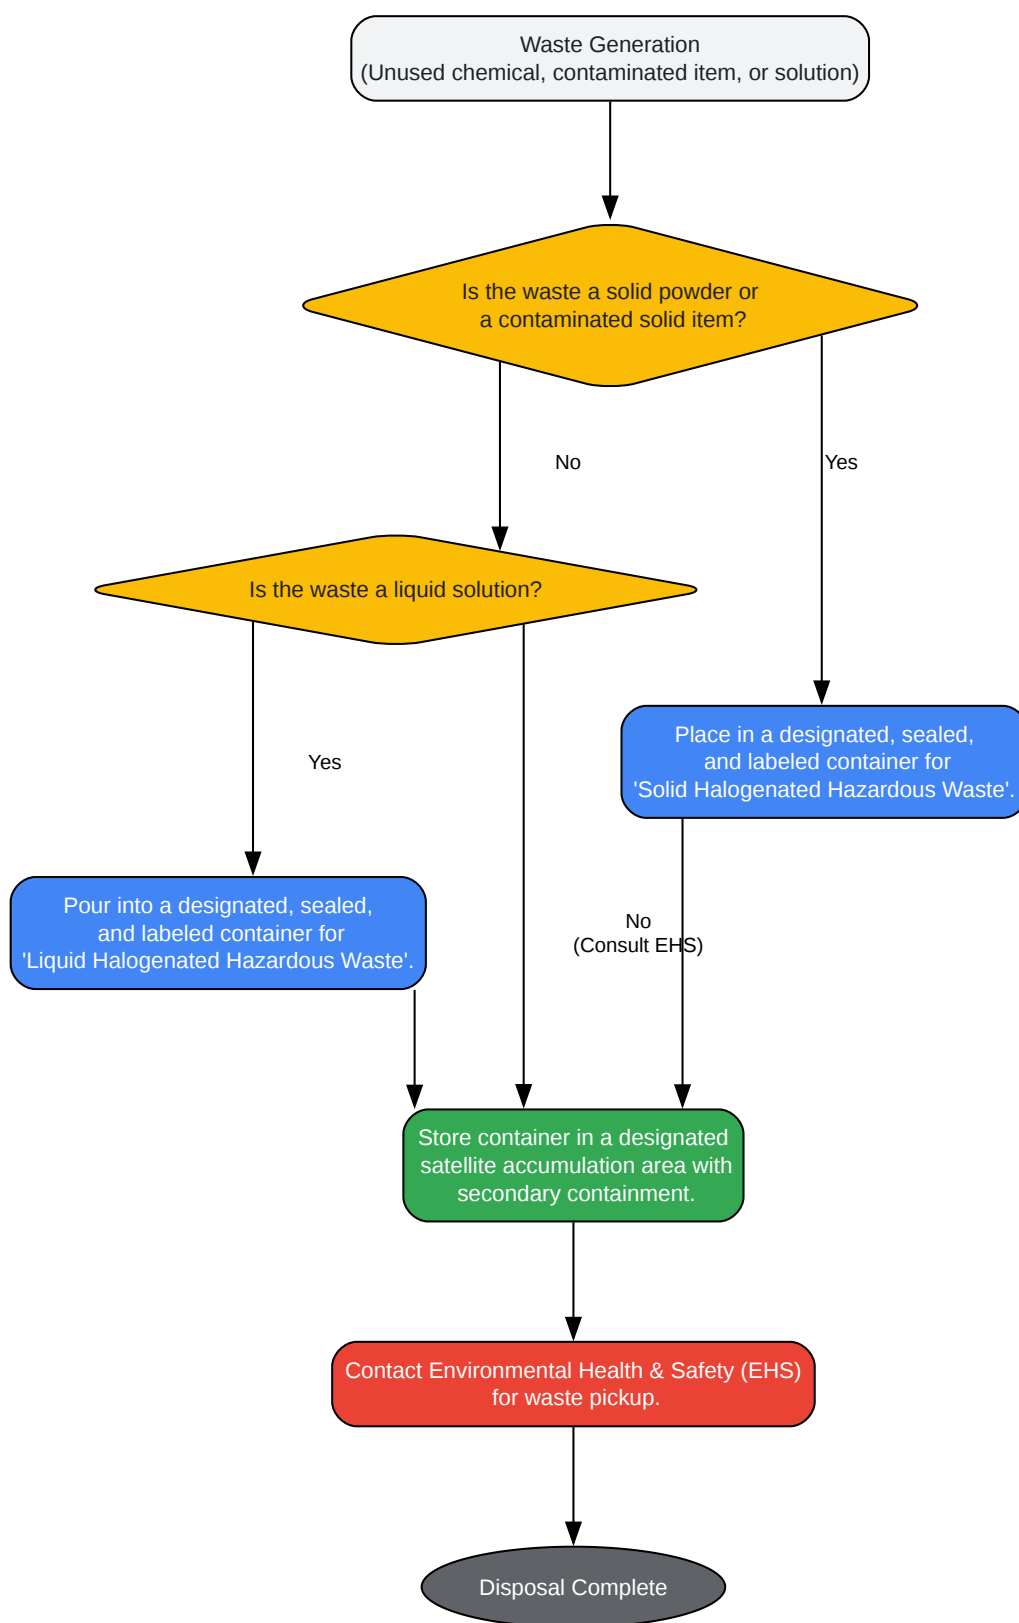 Waste Generation
(Unused chemical, contaminated item, or solution)
Is the waste a solid powder or
a contaminated solid item?
No
Yes
Is the waste a liquid solution?
Yes
Place in a designated, sealed,
and labeled container for
'Solid Halogenated Hazardous Waste'.
Pour into a designated, sealed,
and labeled container for
'Liquid Halogenated Hazardous Waste'.
No
(Consult EHS)
Store container in a designated
satellite accumulation area with
secondary containment.
Contact Environmental Health & Safety (EHS)
for waste pickup.
Disposal Complete